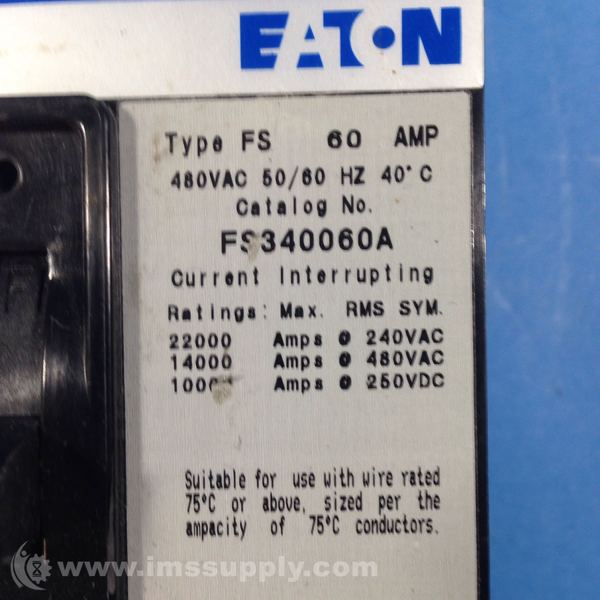 EATON
Type FS 60 AMP
480VAC 50/60 HZ 40°C
Catalog No.
FS340060A
Current Interrupting
Ratings: Max. RMS SYM.
22000 Amps @ 240VAC
14000 Amps @ 480VAC
Amps @ 250VDC
Suitable for use with wire rated
75°C or above, sized per the
ampacity of 75°C conductors.
www.imssupply.com